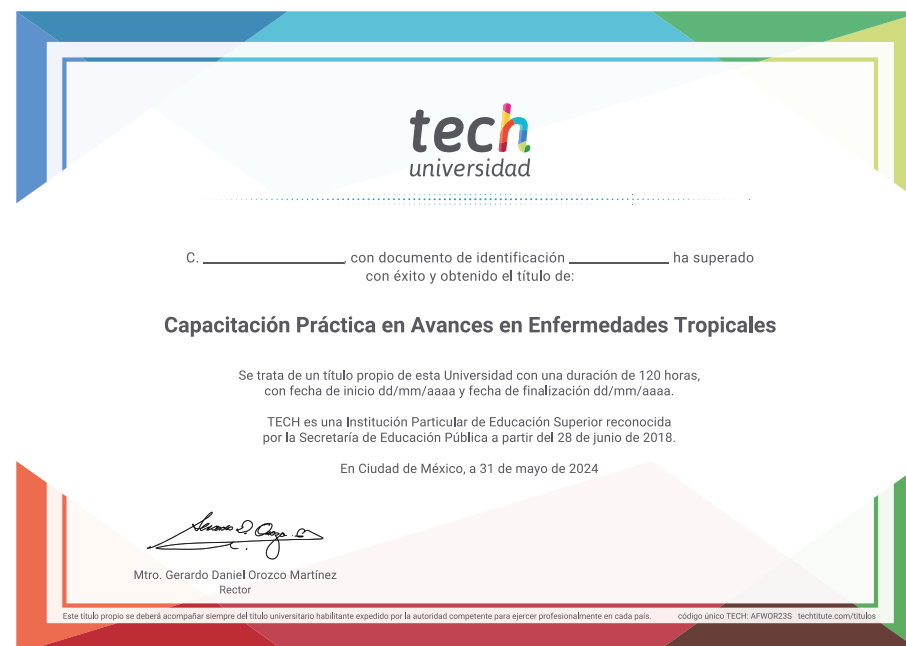 tech
universidad
C. ____________, con documento de identificación ____________ ha superado
con éxito y obtenido el título de:
Capacitación Práctica en Avances en Enfermedades Tropicales
Se trata de un título propio de esta Universidad con una duración de 120 horas,
con fecha de inicio dd/mm/aaaa y fecha de finalización dd/mm/aaaa.
TECH es una Institución Particular de Educación Superior reconocida
por la Secretaría de Educación Pública a partir del 28 de junio de 2018.
En Ciudad de México, a 31 de mayo de 2024
Mtro. Gerardo Daniel Orozco Martínez
Rector
Este título propio se deberá acompañar siempre del título universitario habilitante expedido por la autoridad competente para ejercer profesionalmente en cada país. código único TECH: AFWOR23S techtitute.com/titulos